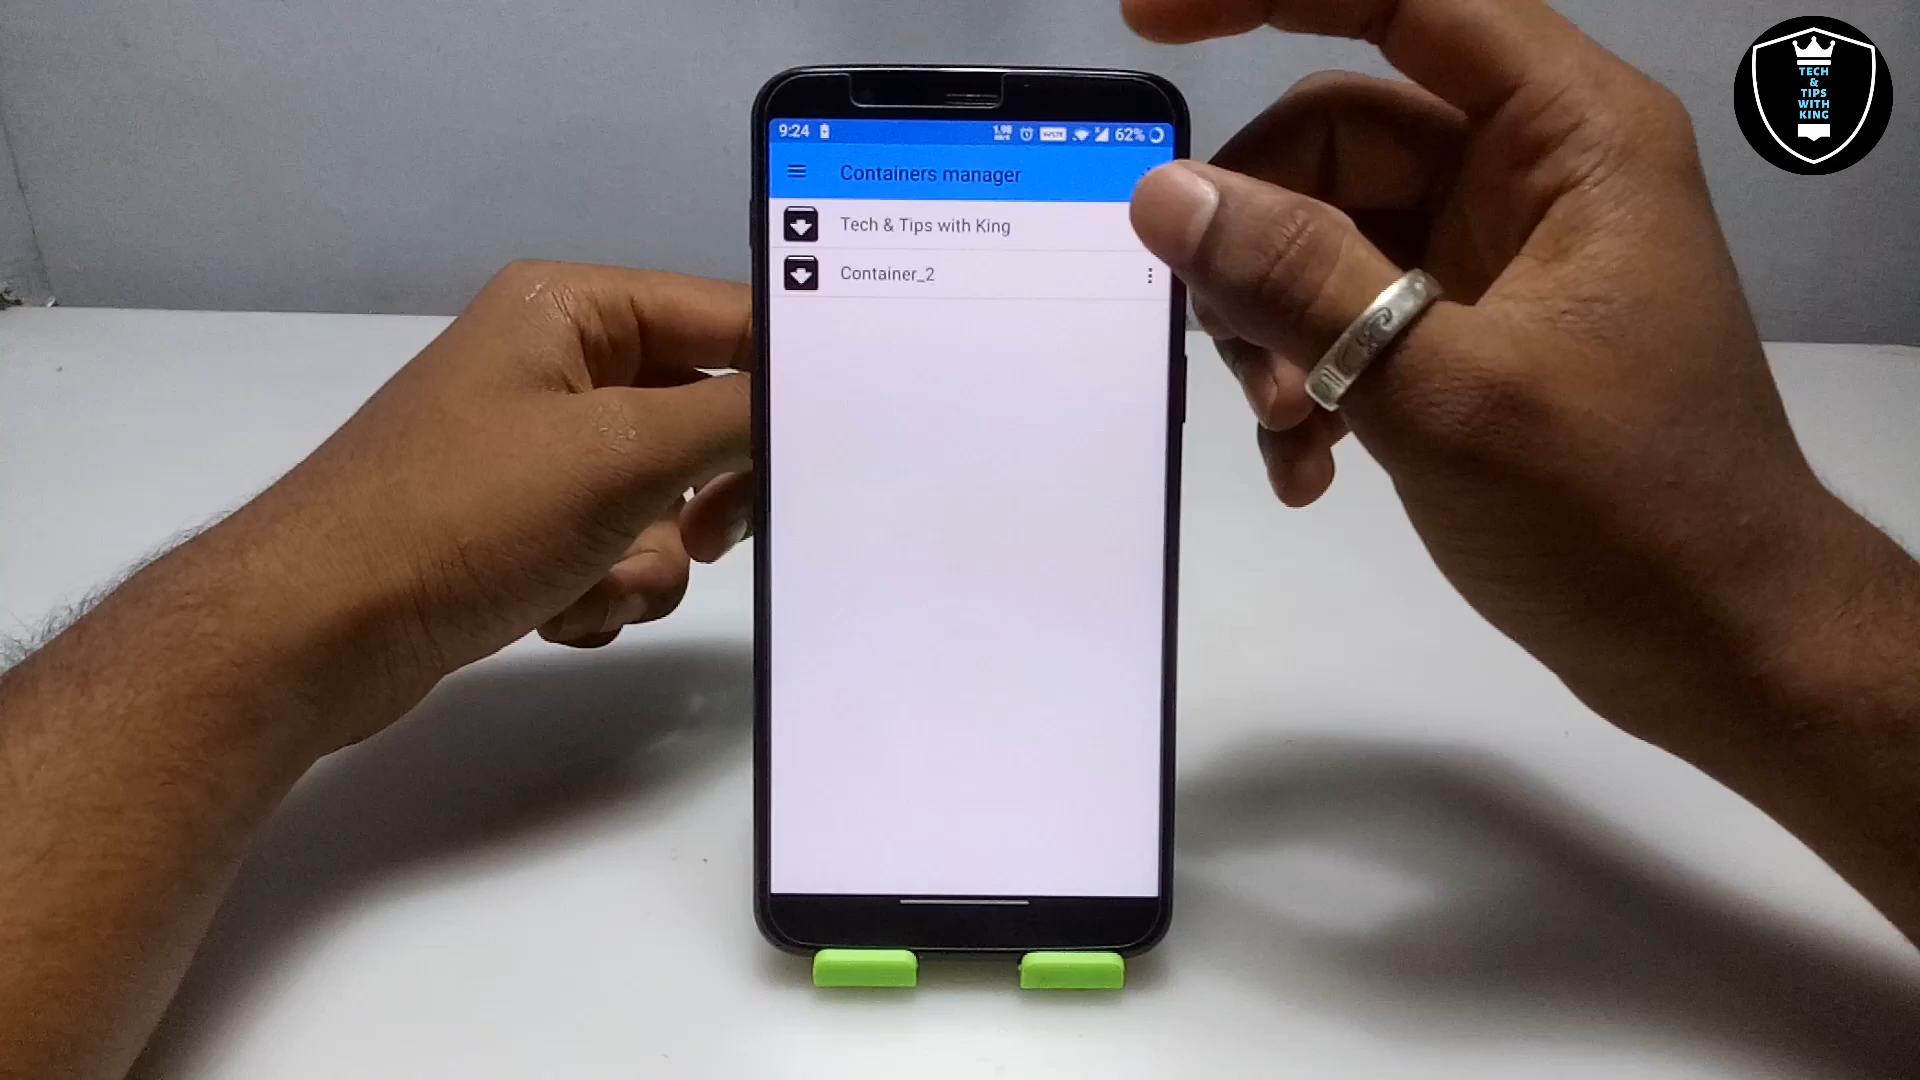 TECH
&
TIPS
WITH
KING
9:24
62%
Containers manager
Tech & Tips with King
Container_2